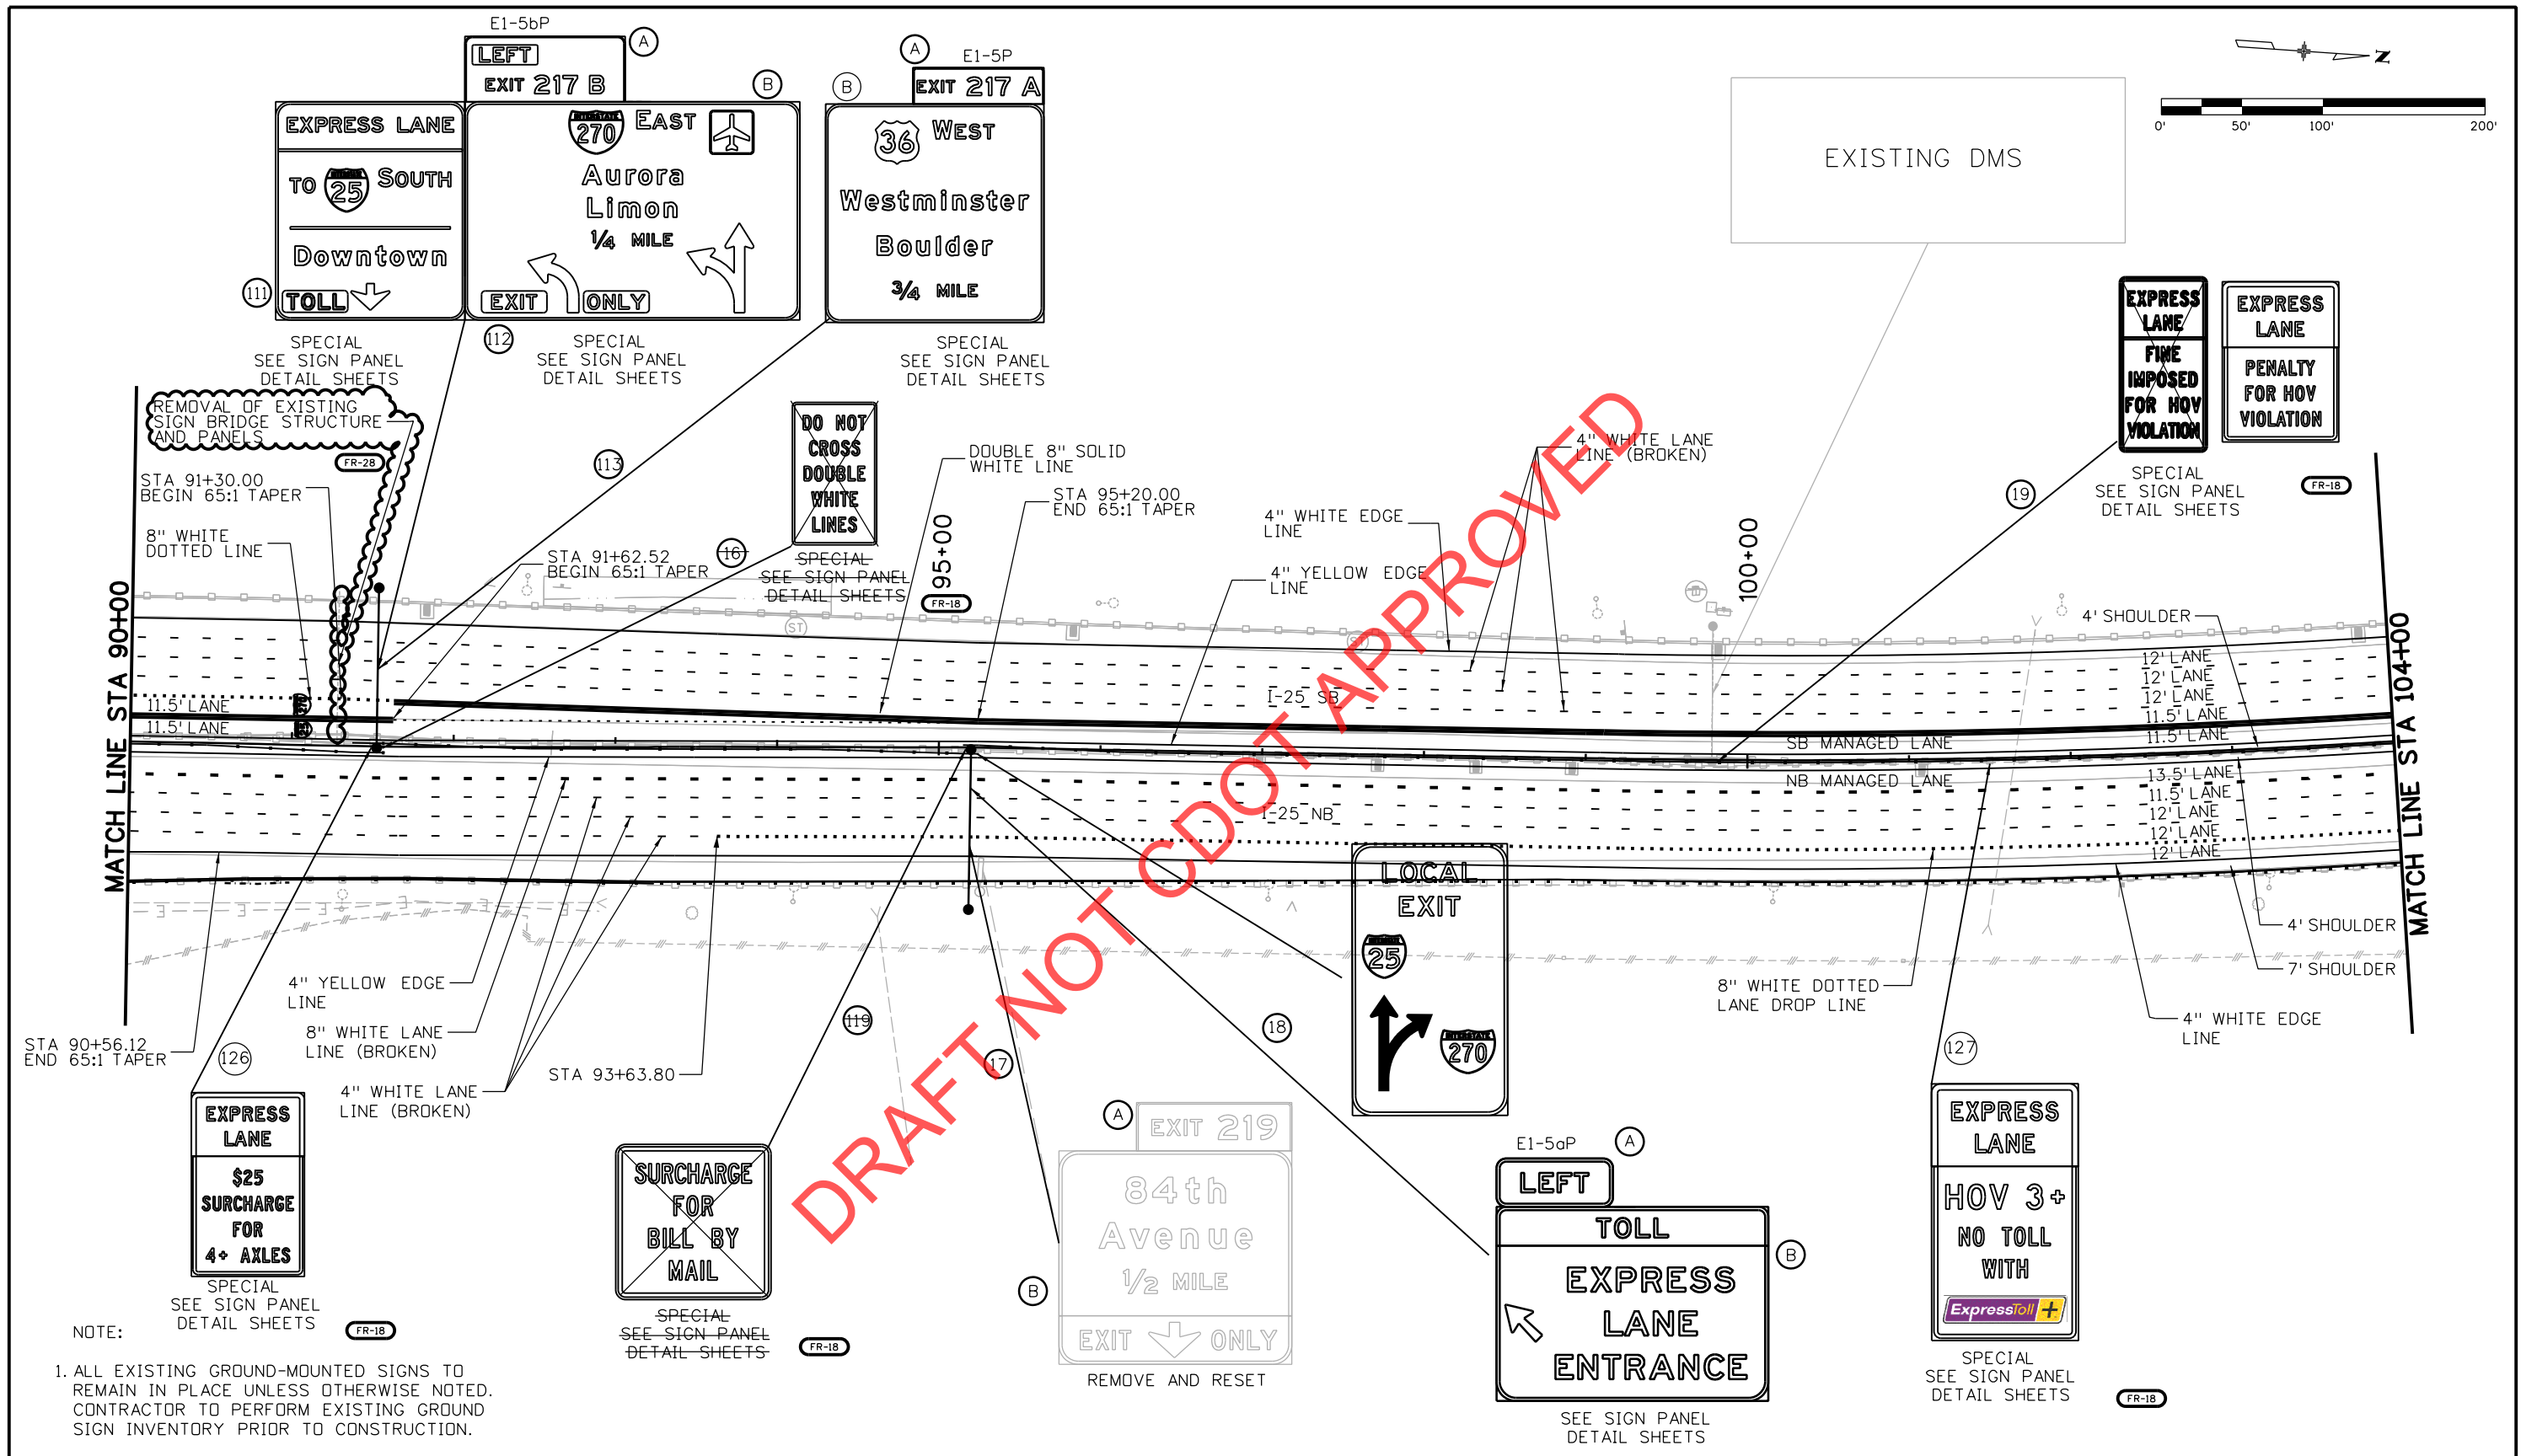 E1-5bP
A
LEFT
EXIT 217 B
B
EXPRESS LANE
TO INTERSTATE 25 SOUTH
Downtown
TOLL
111
SPECIAL
SEE SIGN PANEL
DETAIL SHEETS
INTERSTATE 270 EAST
Aurora
Limon
1/4 MILE
EXIT ONLY
112
SPECIAL
SEE SIGN PANEL
DETAIL SHEETS
A
E1-5P
EXIT 217 A
B
36 WEST
Westminster
Boulder
3/4 MILE
SPECIAL
SEE SIGN PANEL
DETAIL SHEETS
113
EXISTING DMS
N
0' 50' 100' 200'
EXPRESS
LANE
FINE
IMPOSED
FOR HOV
VIOLATION
EXPRESS
LANE
PENALTY
FOR HOV
VIOLATION
SPECIAL
SEE SIGN PANEL
DETAIL SHEETS
FR-18
19
REMOVAL OF EXISTING
SIGN BRIDGE STRUCTURE
AND PANELS
FR-28
STA 91+30.00
BEGIN 65:1 TAPER
8" WHITE
DOTTED LINE
DO NOT
CROSS
DOUBLE
WHITE
LINES
16
SPECIAL
SEE SIGN PANEL
DETAIL SHEETS
FR-18
STA 91+62.52
BEGIN 65:1 TAPER
DOUBLE 8" SOLID
WHITE LINE
STA 95+20.00
END 65:1 TAPER
95+00
4" WHITE EDGE
LINE
4" YELLOW EDGE
LINE
4" WHITE LANE
LINE (BROKEN)
100+00
ST
ST
MATCH LINE STA 90+00
11.5' LANE
11.5' LANE
270
25
I-25 SB
SB MANAGED LANE
NB MANAGED LANE
I-25 NB
4' SHOULDER
12' LANE
12' LANE
12' LANE
11.5' LANE
11.5' LANE
13.5' LANE
11.5' LANE
12' LANE
12' LANE
12' LANE
MATCH LINE STA 104+00
4' SHOULDER
7' SHOULDER
4" WHITE EDGE
LINE
8" WHITE DOTTED
LANE DROP LINE
STA 90+56.12
END 65:1 TAPER
4" YELLOW EDGE
LINE
8" WHITE LANE
LINE (BROKEN)
4" WHITE LANE
LINE (BROKEN)
STA 93+63.80
126
EXPRESS
LANE
$25
SURCHARGE
FOR
4+ AXLES
SPECIAL
SEE SIGN PANEL
DETAIL SHEETS
FR-18
119
SURCHARGE
FOR
BILL BY
MAIL
SPECIAL
SEE SIGN PANEL
DETAIL SHEETS
FR-18
17
A
EXIT 219
B
84th
Avenue
1/2 MILE
EXIT ONLY
REMOVE AND RESET
18
LOCAL
EXIT
INTERSTATE 25
INTERSTATE 270
E1-5aP
A
LEFT
TOLL
B
EXPRESS
LANE
ENTRANCE
SEE SIGN PANEL
DETAIL SHEETS
127
EXPRESS
LANE
HOV 3+
NO TOLL
WITH
ExpressToll +
SPECIAL
SEE SIGN PANEL
DETAIL SHEETS
FR-18
NOTE:
1. ALL EXISTING GROUND-MOUNTED SIGNS TO
REMAIN IN PLACE UNLESS OTHERWISE NOTED.
CONTRACTOR TO PERFORM EXISTING GROUND
SIGN INVENTORY PRIOR TO CONSTRUCTION.
DRAFT NOT CDOT APPROVED